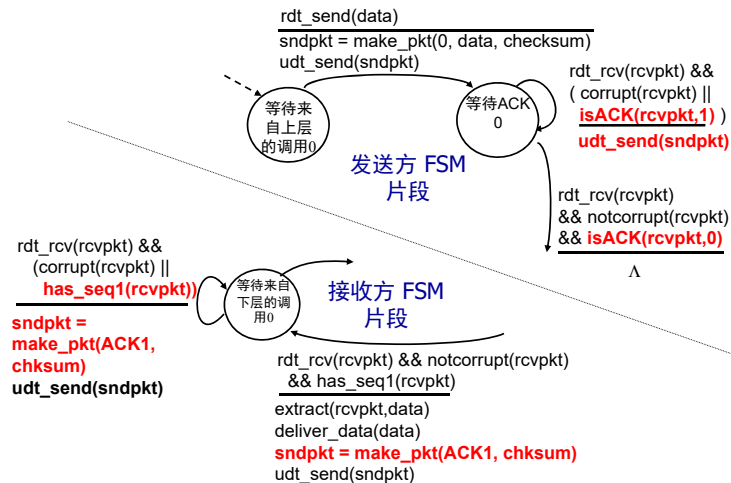 rdt_send(data)
sndpkt = make_pkt(0, data, checksum)
udt_send(sndpkt)
等待来
自上层
的调用0
等待ACK
0
rdt_rcv(rcvpkt) &&
( corrupt(rcvpkt) ||
isACK(rcvpkt,1) )
udt_send(sndpkt)
发送方 FSM
片段
rdt_rcv(rcvpkt)
&& notcorrupt(rcvpkt)
&& isACK(rcvpkt,0)
Λ
rdt_rcv(rcvpkt) &&
(corrupt(rcvpkt) ||
has_seq1(rcvpkt))
sndpkt =
make_pkt(ACK1,
chksum)
udt_send(sndpkt)
等待来自
下层的调
用0
接收方 FSM
片段
rdt_rcv(rcvpkt) && notcorrupt(rcvpkt)
&& has_seq1(rcvpkt)
extract(rcvpkt,data)
deliver_data(data)
sndpkt = make_pkt(ACK1, chksum)
udt_send(sndpkt)